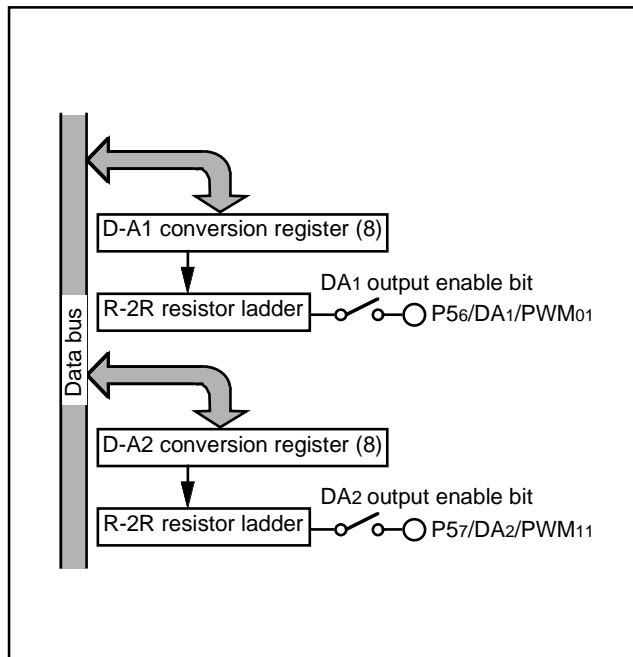 Data bus
D-A1 conversion register (8)
R-2R resistor ladder
DA1 output enable bit
P56/DA1/PWM01
D-A2 conversion register (8)
R-2R resistor ladder
DA2 output enable bit
P57/DA2/PWM11